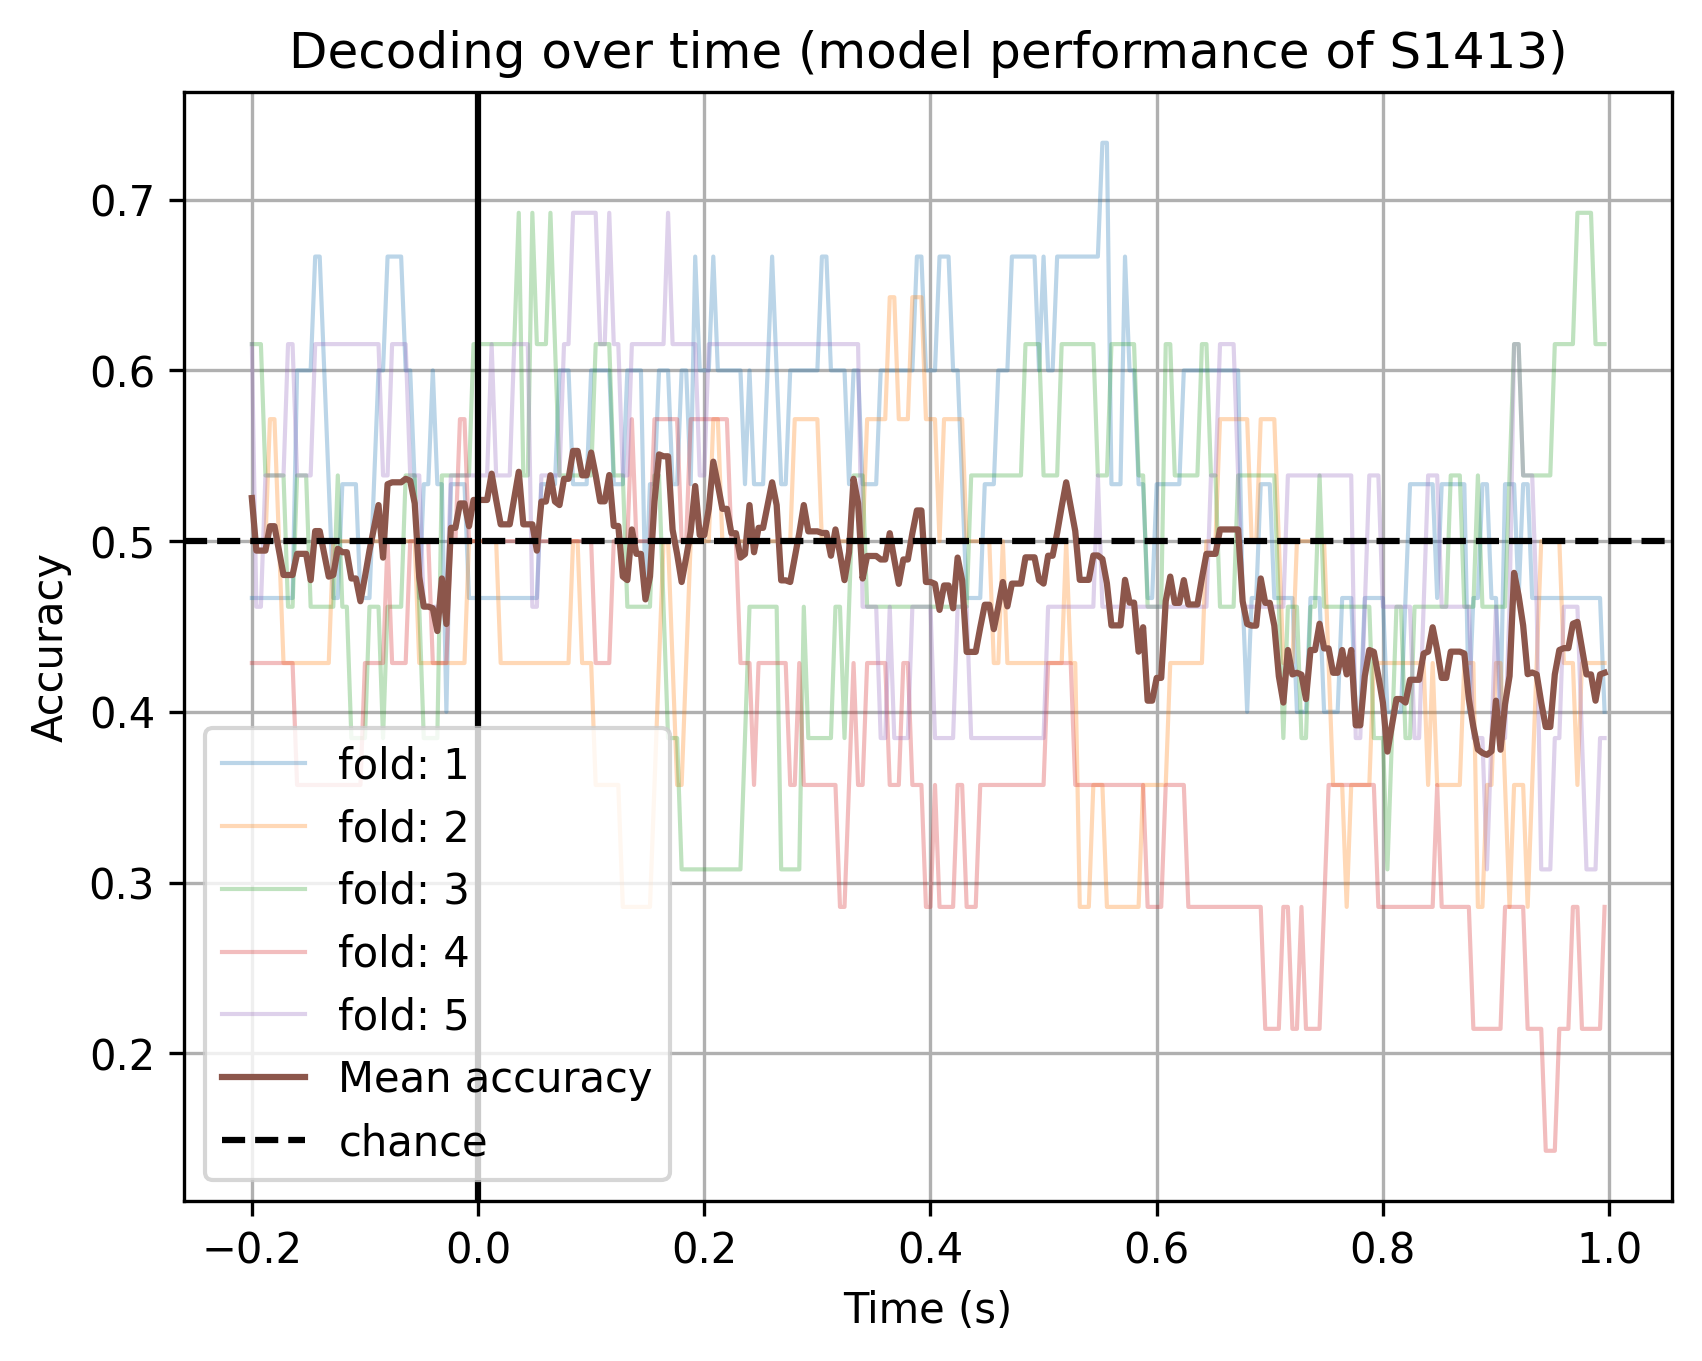 Decoding over time (model performance of S1413)
Accuracy
0.7
0.6
0.5
0.4
0.3
0.2
fold: 1
fold: 2
fold: 3
fold: 4
fold: 5
Mean accuracy
chance
−0.2 0.0 0.2 0.4 0.6 0.8 1.0
Time (s)